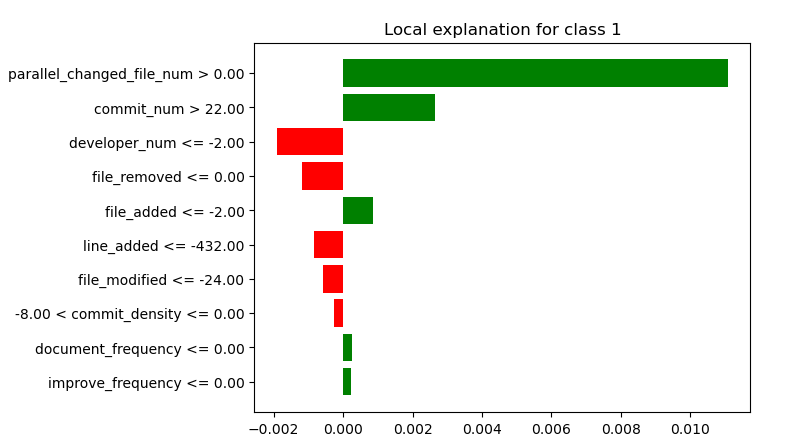 Local explanation for class 1
parallel_changed_file_num > 0.00
commit_num > 22.00
developer_num <= -2.00
file_removed <= 0.00
file_added <= -2.00
line_added <= -432.00
file_modified <= -24.00
-8.00 < commit_density <= 0.00
document_frequency <= 0.00
improve_frequency <= 0.00
−0.002 0.000 0.002 0.004 0.006 0.008 0.010